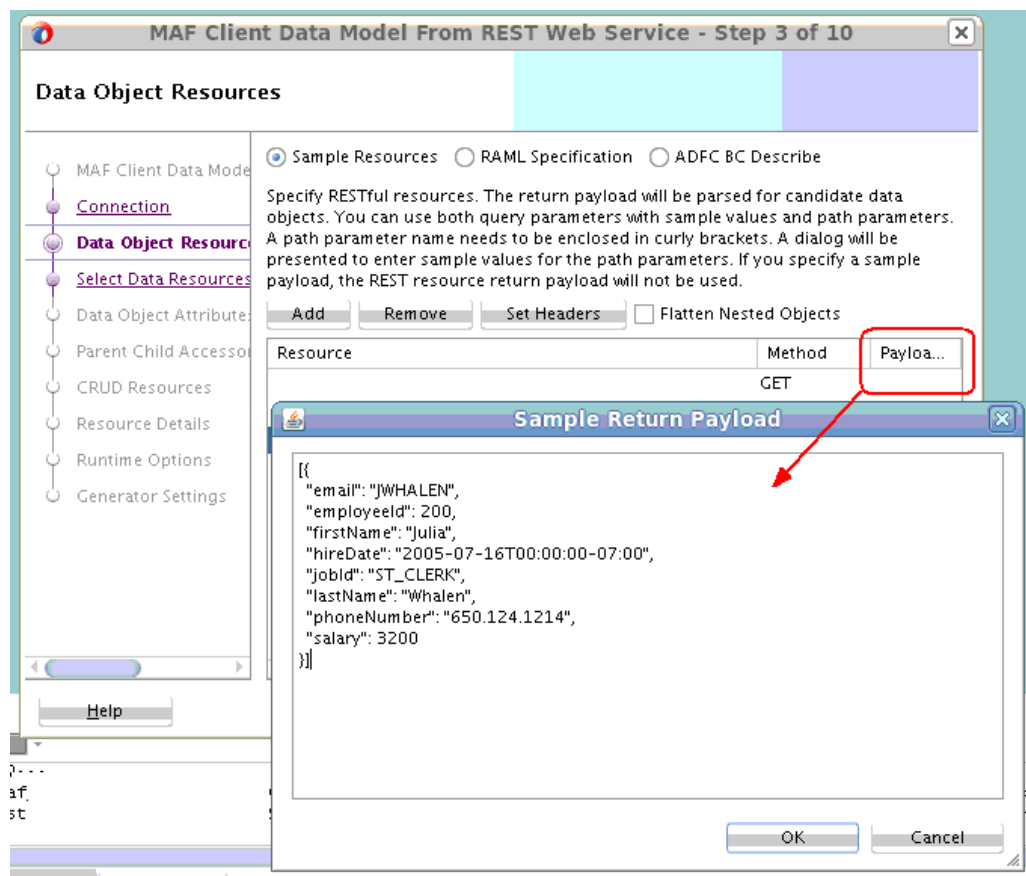 MAF Client Data Model From REST Web Service - Step 3 of 10
Data Object Resources
MAF Client Data Mode
Connection
Data Object Resourc
Select Data Resources
Data Object Attribute
Parent Child Accesso
CRUD Resources
Resource Details
Runtime Options
Generator Settings
Sample Resources RAML Specification ADFC BC Describe
Specify RESTful resources. The return payload will be parsed for candidate data
objects. You can use both query parameters with sample values and path parameters.
A path parameter name needs to be enclosed in curly brackets. A dialog will be
presented to enter sample values for the path parameters. If you specify a sample
payload, the REST resource return payload will not be used.
Add Remove Set Headers Flatten Nested Objects
Resource Method Payloa...
GET
Sample Return Payload
[{
"email": "JWHALEN",
"employeeId": 200,
"firstName": "Julia",
"hireDate": "2005-07-16T00:00:00-07:00",
"jobId": "ST_CLERK",
"lastName": "Whalen",
"phoneNumber": "650.124.1214",
"salary": 3200
}]
OK Cancel
Help
af
st